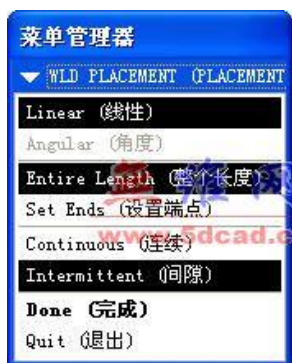 菜单管理器
WLD PLACEMENT (PLACEMENT
Linear (线性)
Angular (角度)
Entire Length (整个长度)
Set Ends (设置端点)
Continuous (连续)
www.5dcad.c
Intermittent (间隙)
Done (完成)
Quit (退出)